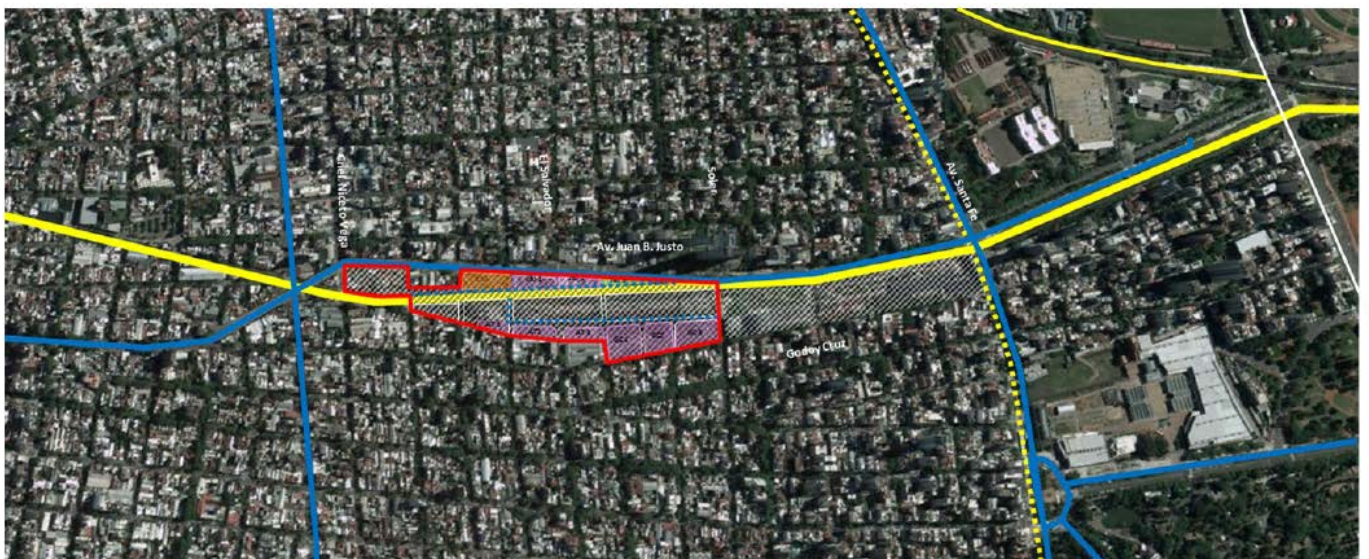 Cnel. Niceto Vega
El Salvador
Soler
Av. Santa Fe
Av. Juan B. Justo
Godoy Cruz